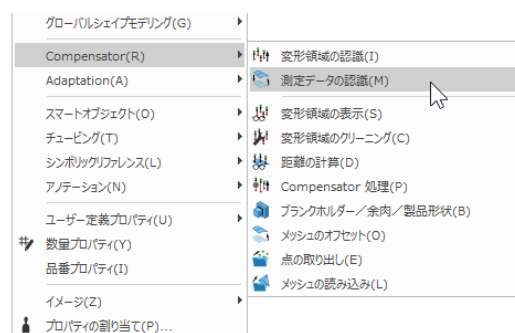 グローバルシェイプモデリング(G)
Compensator(R)
Adaptation(A)
スマートオブジェクト(O)
チュービング(T)
シンボリックリファレンス(L)
アノテーション(N)
ユーザー定義プロパティ(U)
数量プロパティ(Y)
品番プロパティ(I)
イメージ(Z)
プロパティの割り当て(P)...
変形領域の認識(I)
測定データの認識(M)
変形領域の表示(S)
変形領域のクリーニング(C)
距離の計算(D)
Compensator 処理(P)
ブランクホルダー／余肉／製品形状(B)
メッシュのオフセット(O)
点の取り出し(E)
メッシュの読み込み(L)